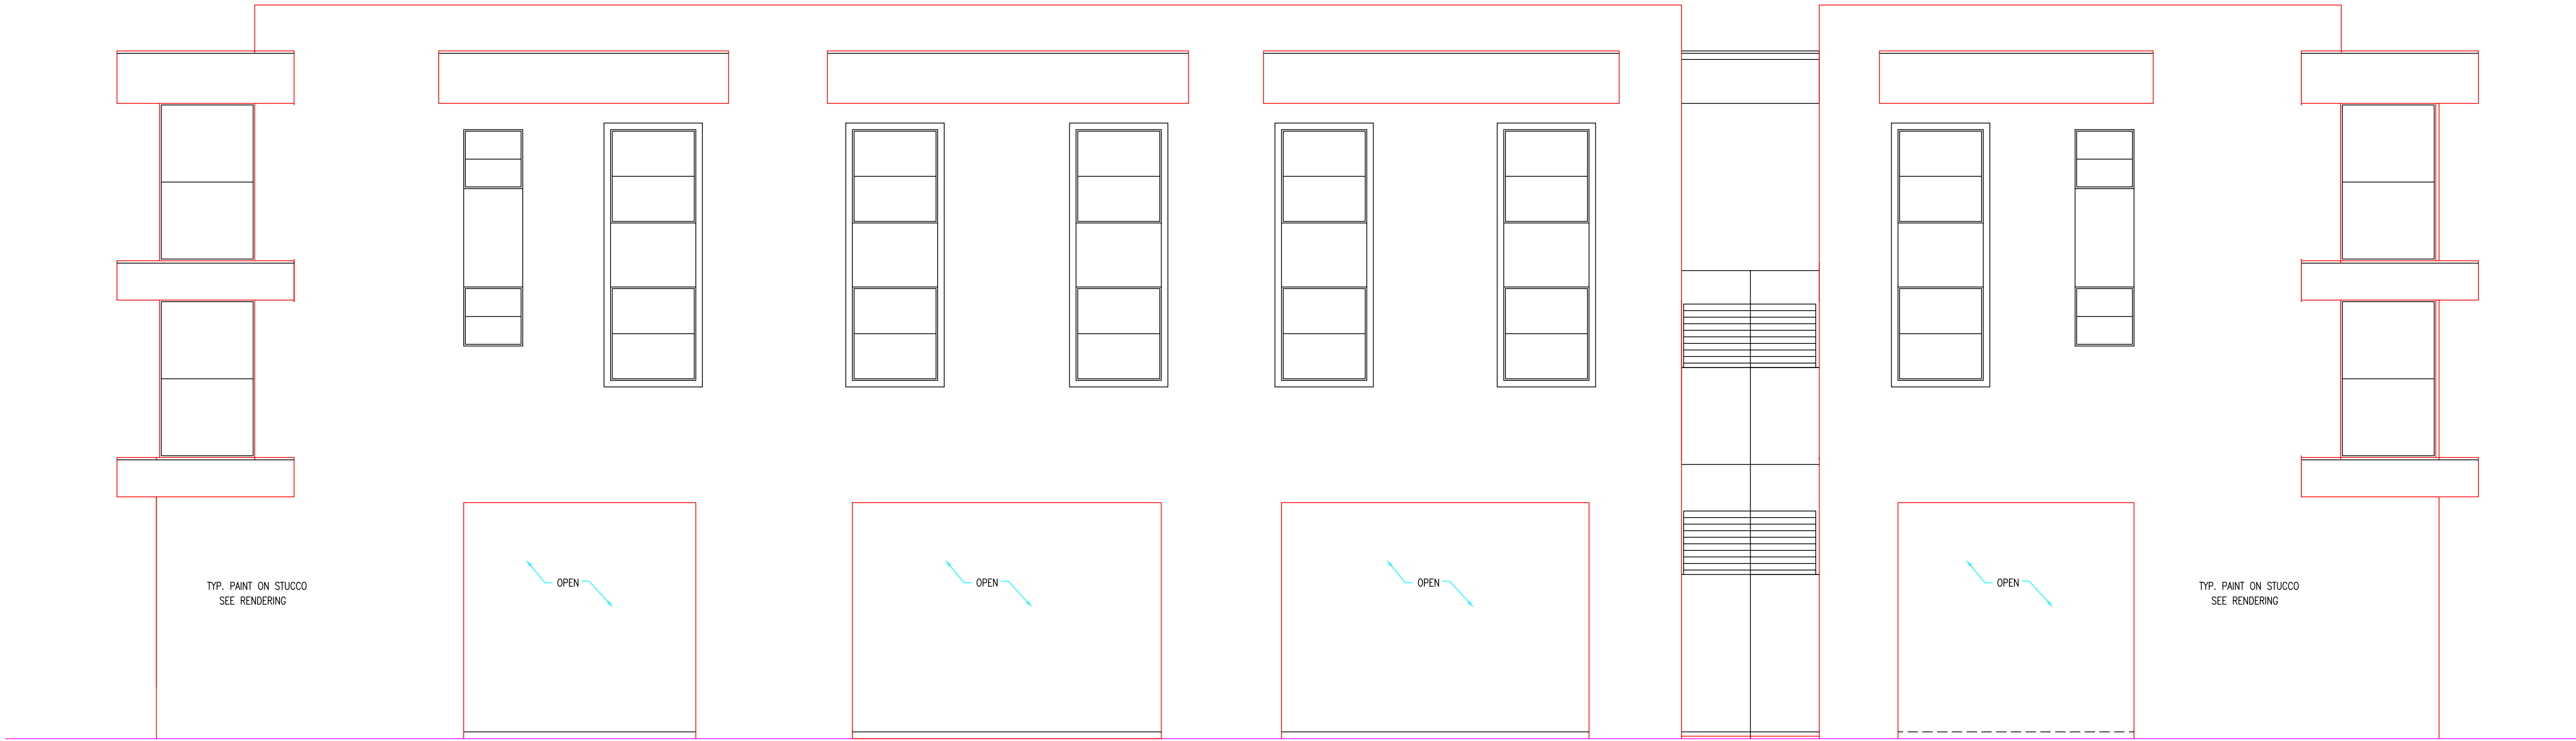 TYP. PAINT ON STUCCO
SEE RENDERING
OPEN
OPEN
OPEN
OPEN
TYP. PAINT ON STUCCO
SEE RENDERING